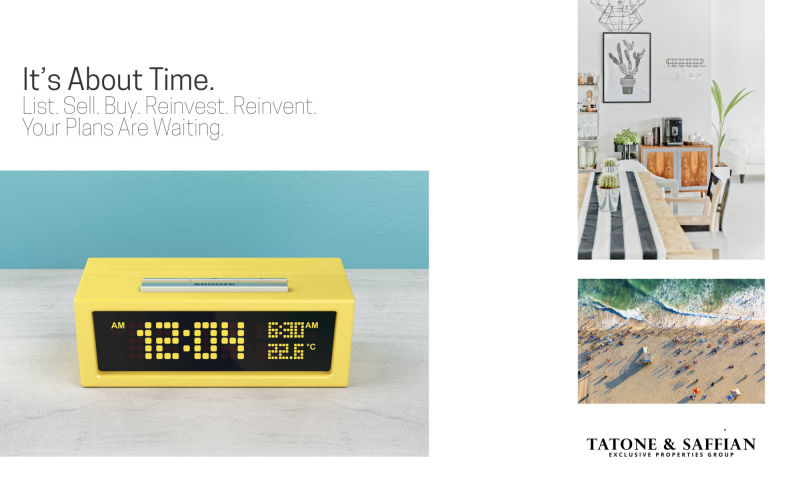 It's About Time.
List. Sell. Buy. Reinvest. Reinvent.
Your Plans Are Waiting.
SNOOZE
AM 12:04 6:30 AM
22.6 °C
TATONE & SAFFIAN
EXCLUSIVE PROPERTIES GROUP